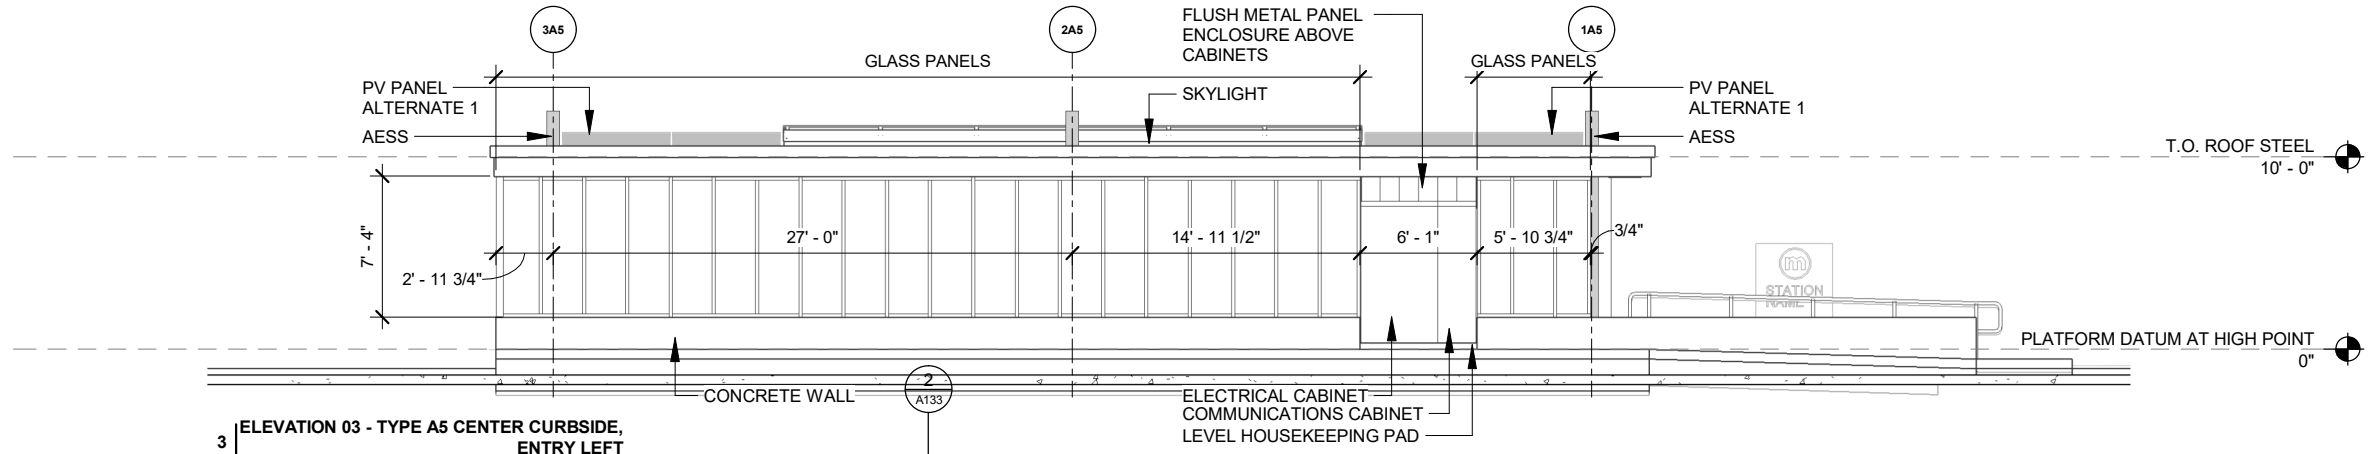 3A5
2A5
1A5
FLUSH METAL PANEL
ENCLOSURE ABOVE
CABINETS
GLASS PANELS
GLASS PANELS
PV PANEL
ALTERNATE 1
SKYLIGHT
PV PANEL
ALTERNATE 1
AESS
AESS
T.O. ROOF STEEL
10' - 0"
7' - 4"
2' - 11 3/4"
27' - 0"
14' - 11 1/2"
6' - 1"
5' - 10 3/4"
3/4"
m
STATION
NAME
PLATFORM DATUM AT HIGH POINT
0"
CONCRETE WALL
2
A133
ELECTRICAL CABINET
COMMUNICATIONS CABINET
LEVEL HOUSEKEEPING PAD
3
ELEVATION 03 - TYPE A5 CENTER CURBSIDE,
ENTRY LEFT